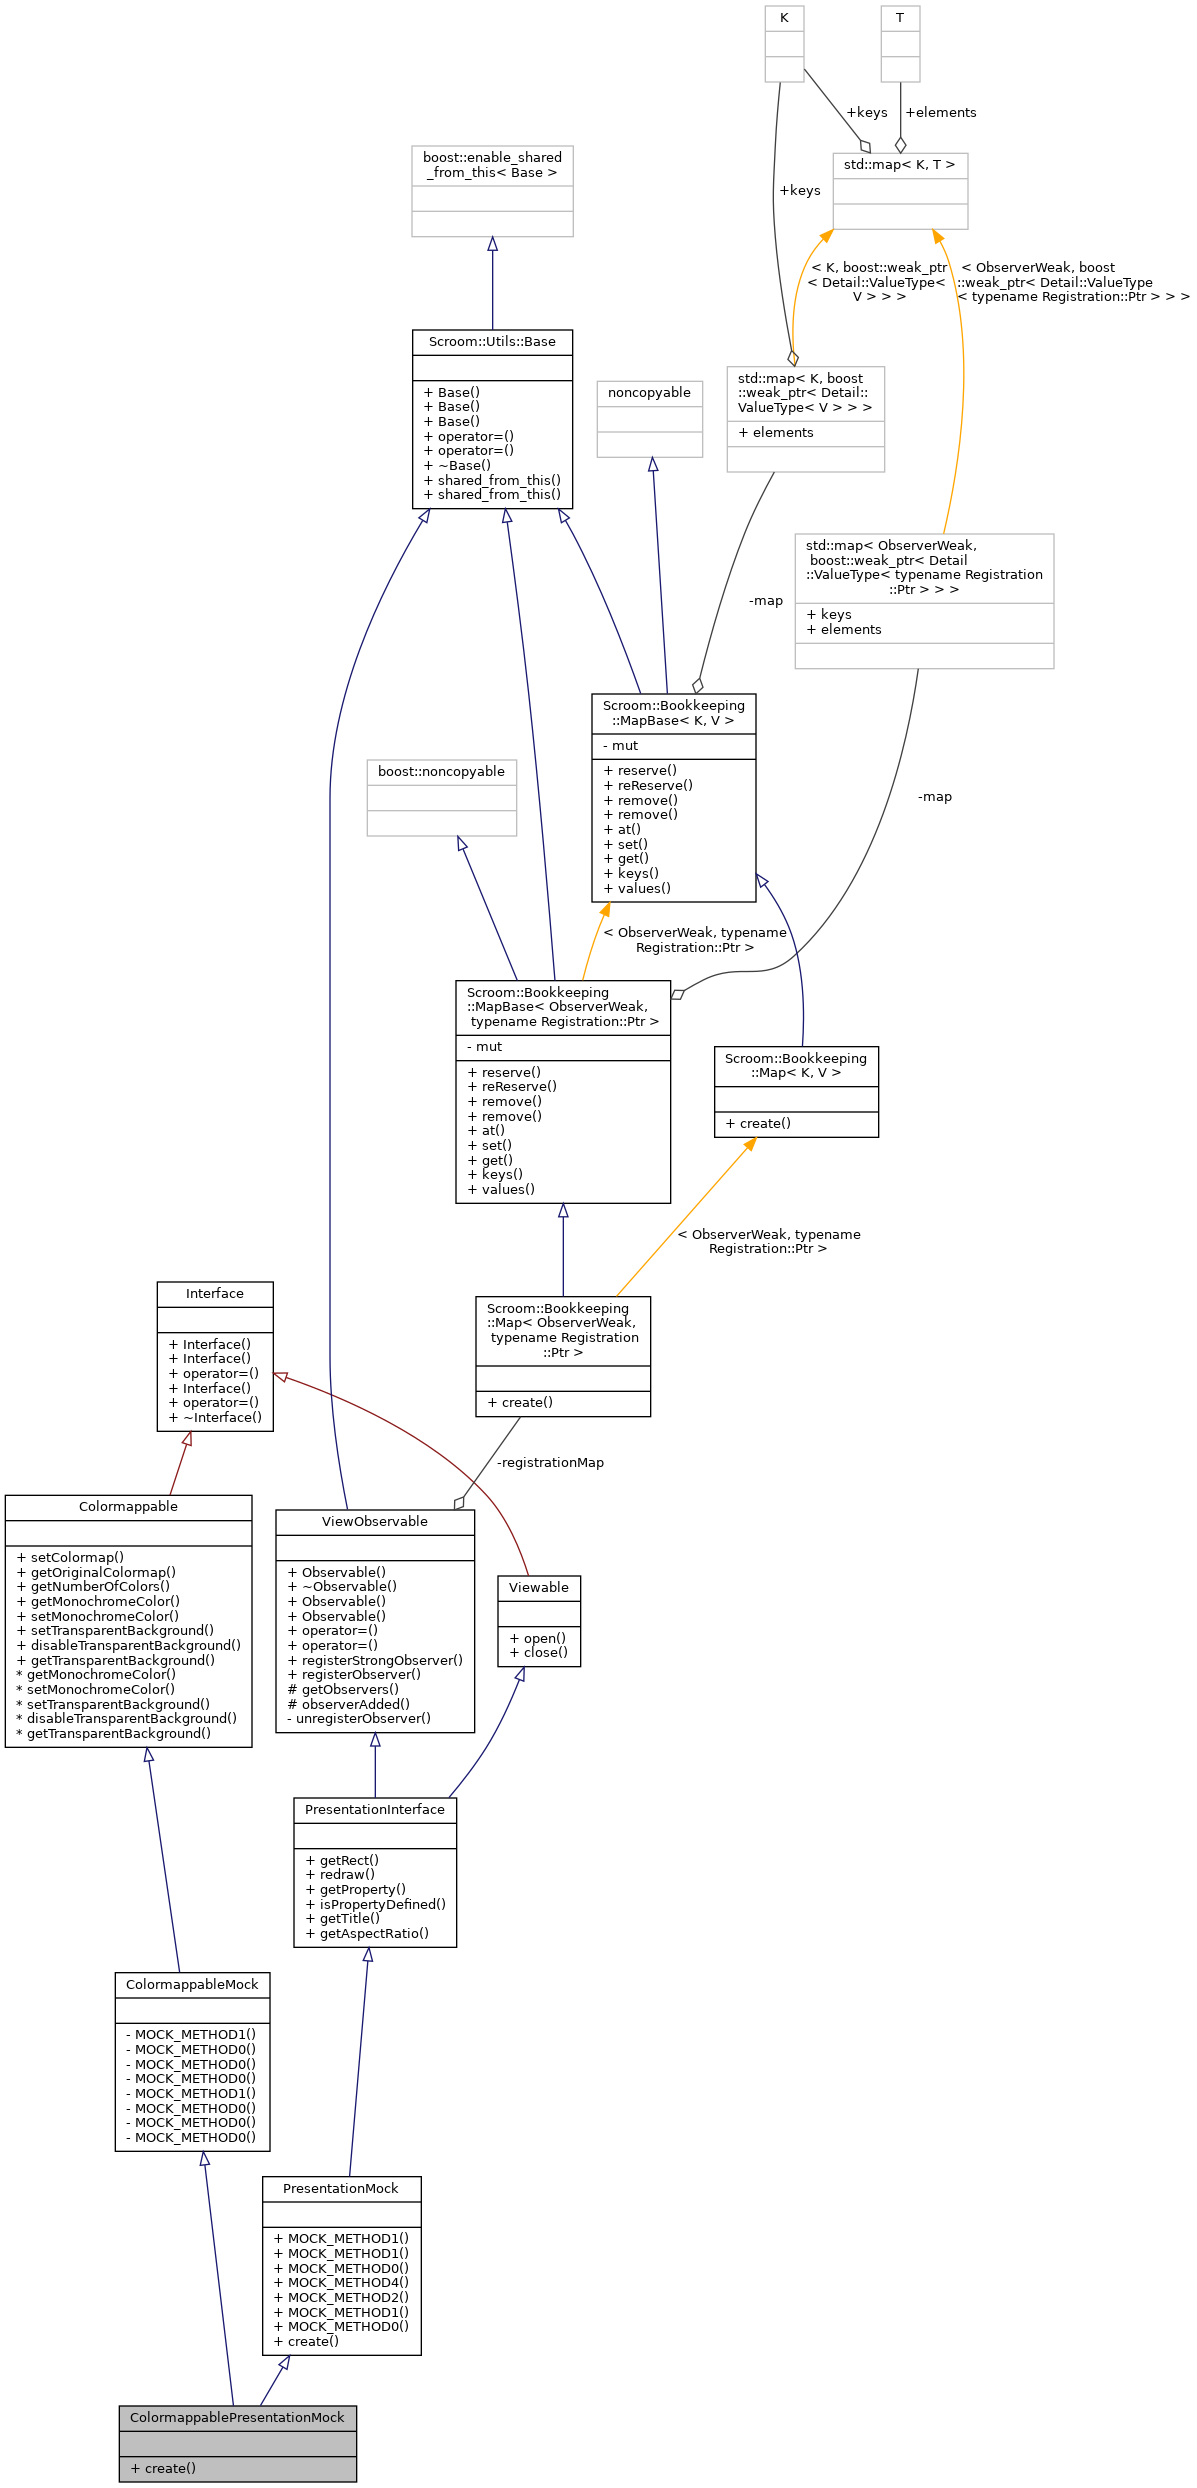 K
T
+keys
+elements
boost::enable_shared
_from_this< Base >
std::map< K, T >
+keys
< K, boost::weak_ptr
< Detail::ValueType<
V > > >
< ObserverWeak, boost
::weak_ptr< Detail::ValueType
< typename Registration::Ptr > > >
Scroom::Utils::Base
+ Base()
+ Base()
+ Base()
+ operator=()
+ operator=()
+ ~Base()
+ shared_from_this()
+ shared_from_this()
noncopyable
std::map< K, boost
::weak_ptr< Detail::
ValueType< V > > >
+ elements
std::map< ObserverWeak,
boost::weak_ptr< Detail
::ValueType< typename Registration
::Ptr > > >
+ keys
+ elements
-map
Scroom::Bookkeeping
::MapBase< K, V >
- mut
+ reserve()
+ reReserve()
+ remove()
+ remove()
+ at()
+ set()
+ get()
+ keys()
+ values()
boost::noncopyable
-map
< ObserverWeak, typename
Registration::Ptr >
Scroom::Bookkeeping
::MapBase< ObserverWeak,
typename Registration::Ptr >
- mut
+ reserve()
+ reReserve()
+ remove()
+ remove()
+ at()
+ set()
+ get()
+ keys()
+ values()
Scroom::Bookkeeping
::Map< K, V >
+ create()
< ObserverWeak, typename
Registration::Ptr >
Interface
+ Interface()
+ Interface()
+ operator=()
+ Interface()
+ operator=()
+ ~Interface()
Scroom::Bookkeeping
::Map< ObserverWeak,
typename Registration
::Ptr >
+ create()
-registrationMap
Colormappable
+ setColormap()
+ getOriginalColormap()
+ getNumberOfColors()
+ getMonochromeColor()
+ setMonochromeColor()
+ setTransparentBackground()
+ disableTransparentBackground()
+ getTransparentBackground()
* getMonochromeColor()
* setMonochromeColor()
* setTransparentBackground()
* disableTransparentBackground()
* getTransparentBackground()
ViewObservable
+ Observable()
+ ~Observable()
+ Observable()
+ Observable()
+ operator=()
+ operator=()
+ registerStrongObserver()
+ registerObserver()
# getObservers()
# observerAdded()
- unregisterObserver()
Viewable
+ open()
+ close()
PresentationInterface
+ getRect()
+ redraw()
+ getProperty()
+ isPropertyDefined()
+ getTitle()
+ getAspectRatio()
ColormappableMock
- MOCK_METHOD1()
- MOCK_METHOD0()
- MOCK_METHOD0()
- MOCK_METHOD0()
- MOCK_METHOD1()
- MOCK_METHOD0()
- MOCK_METHOD0()
- MOCK_METHOD0()
PresentationMock
+ MOCK_METHOD1()
+ MOCK_METHOD1()
+ MOCK_METHOD0()
+ MOCK_METHOD4()
+ MOCK_METHOD2()
+ MOCK_METHOD1()
+ MOCK_METHOD0()
+ create()
ColormappablePresentationMock
+ create()